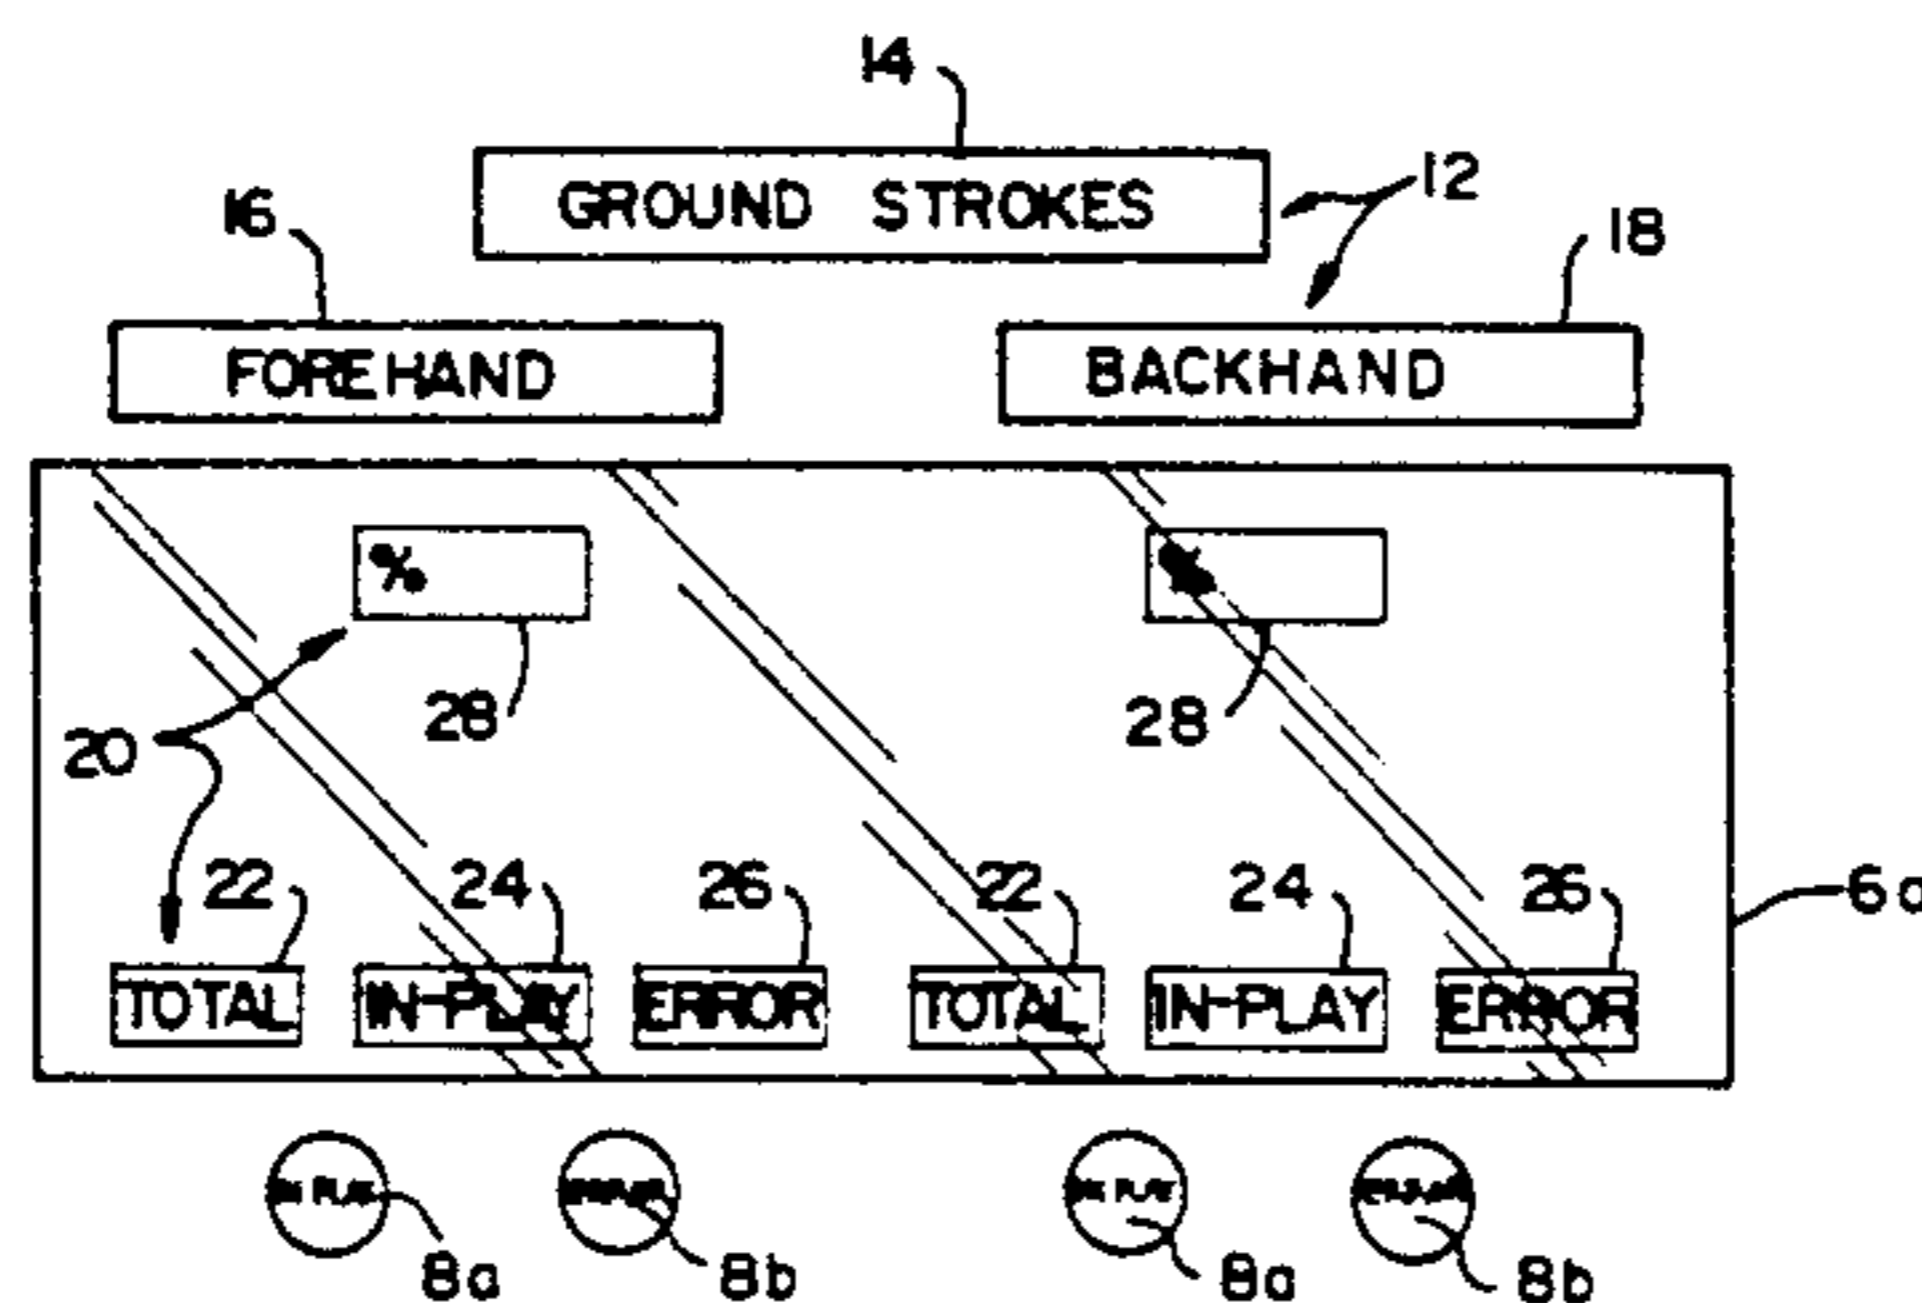 14
GROUND STROKES
12
16
18
FOREHAND
BACKHAND
%
28
28
20
22 24 26 22 24 26
6a
TOTAL IN-PLAY ERROR TOTAL IN-PLAY ERROR
8a 8b 8a 8b